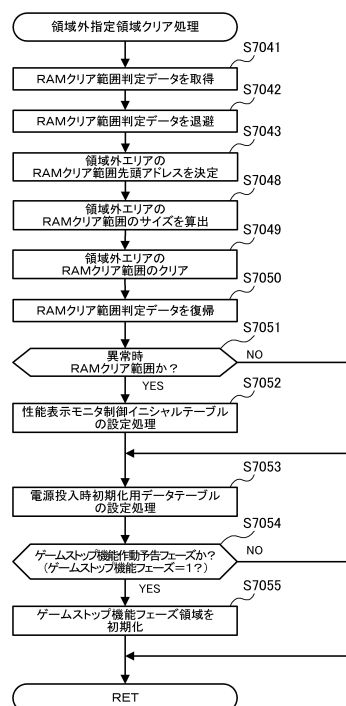 領域外指定領域クリア処理
S7041
RAMクリア範囲判定データを取得
S7042
RAMクリア範囲判定データを退避
S7043
領域外エリアの
RAMクリア範囲先頭アドレスを決定
S7048
領域外エリアの
RAMクリア範囲のサイズを算出
S7049
領域外エリアの
RAMクリア範囲のクリア
S7050
RAMクリア範囲判定データを復帰
S7051
異常時
RAMクリア範囲か?
NO
YES
S7052
性能表示モニタ制御イニシャルテーブル
の設定処理
S7053
電源投入時初期化用データテーブル
の設定処理
S7054
ゲームストップ機能作動予告フェーズか?
(ゲームストップ機能フェーズ=1?)
NO
YES
S7055
ゲームストップ機能フェーズ領域を
初期化
RET